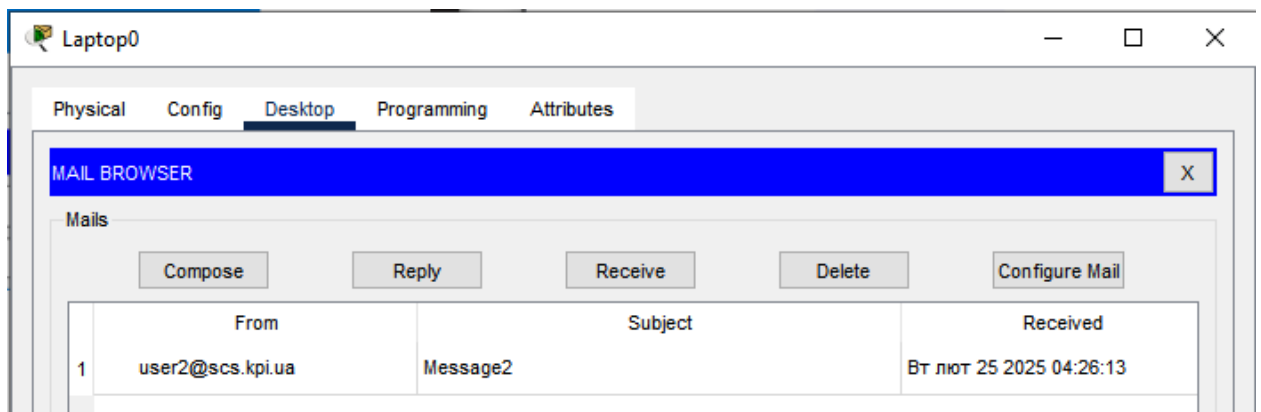 Laptop0
Physical Config Desktop Programming Attributes
MAIL BROWSER X
Mails
Compose Reply Receive Delete Configure Mail
From Subject Received
1 user2@scs.kpi.ua Message2 Вт лют 25 2025 04:26:13